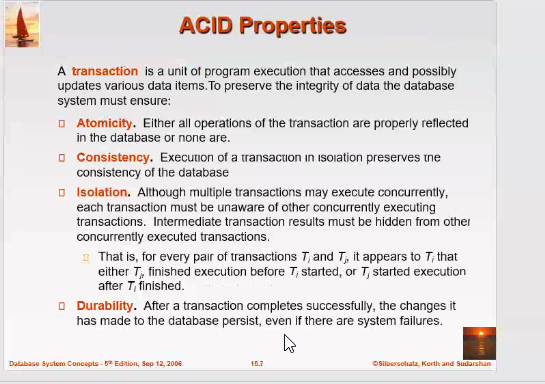 ACID Properties
A transaction is a unit of program execution that accesses and possibly
updates various data items.To preserve the integrity of data the database
system must ensure:
Atomicity. Either all operations of the transaction are properly reflected
in the database or none are.
Consistency. Execution of a transaction in isolation preserves the
consistency of the database
Isolation. Although multiple transactions may execute concurrently,
each transaction must be unaware of other concurrently executing
transactions. Intermediate transaction results must be hidden from other
concurrently executed transactions.
That is, for every pair of transactions Ti and Tj, it appears to Ti that
either Tj, finished execution before Ti started, or Tj started execution
after Ti finished.
Durability. After a transaction completes successfully, the changes it
has made to the database persist, even if there are system failures.
Database System Concepts - 5th Edition, Sep 12, 2006
15.7
©Silberschatz, Korth and Sudarshan